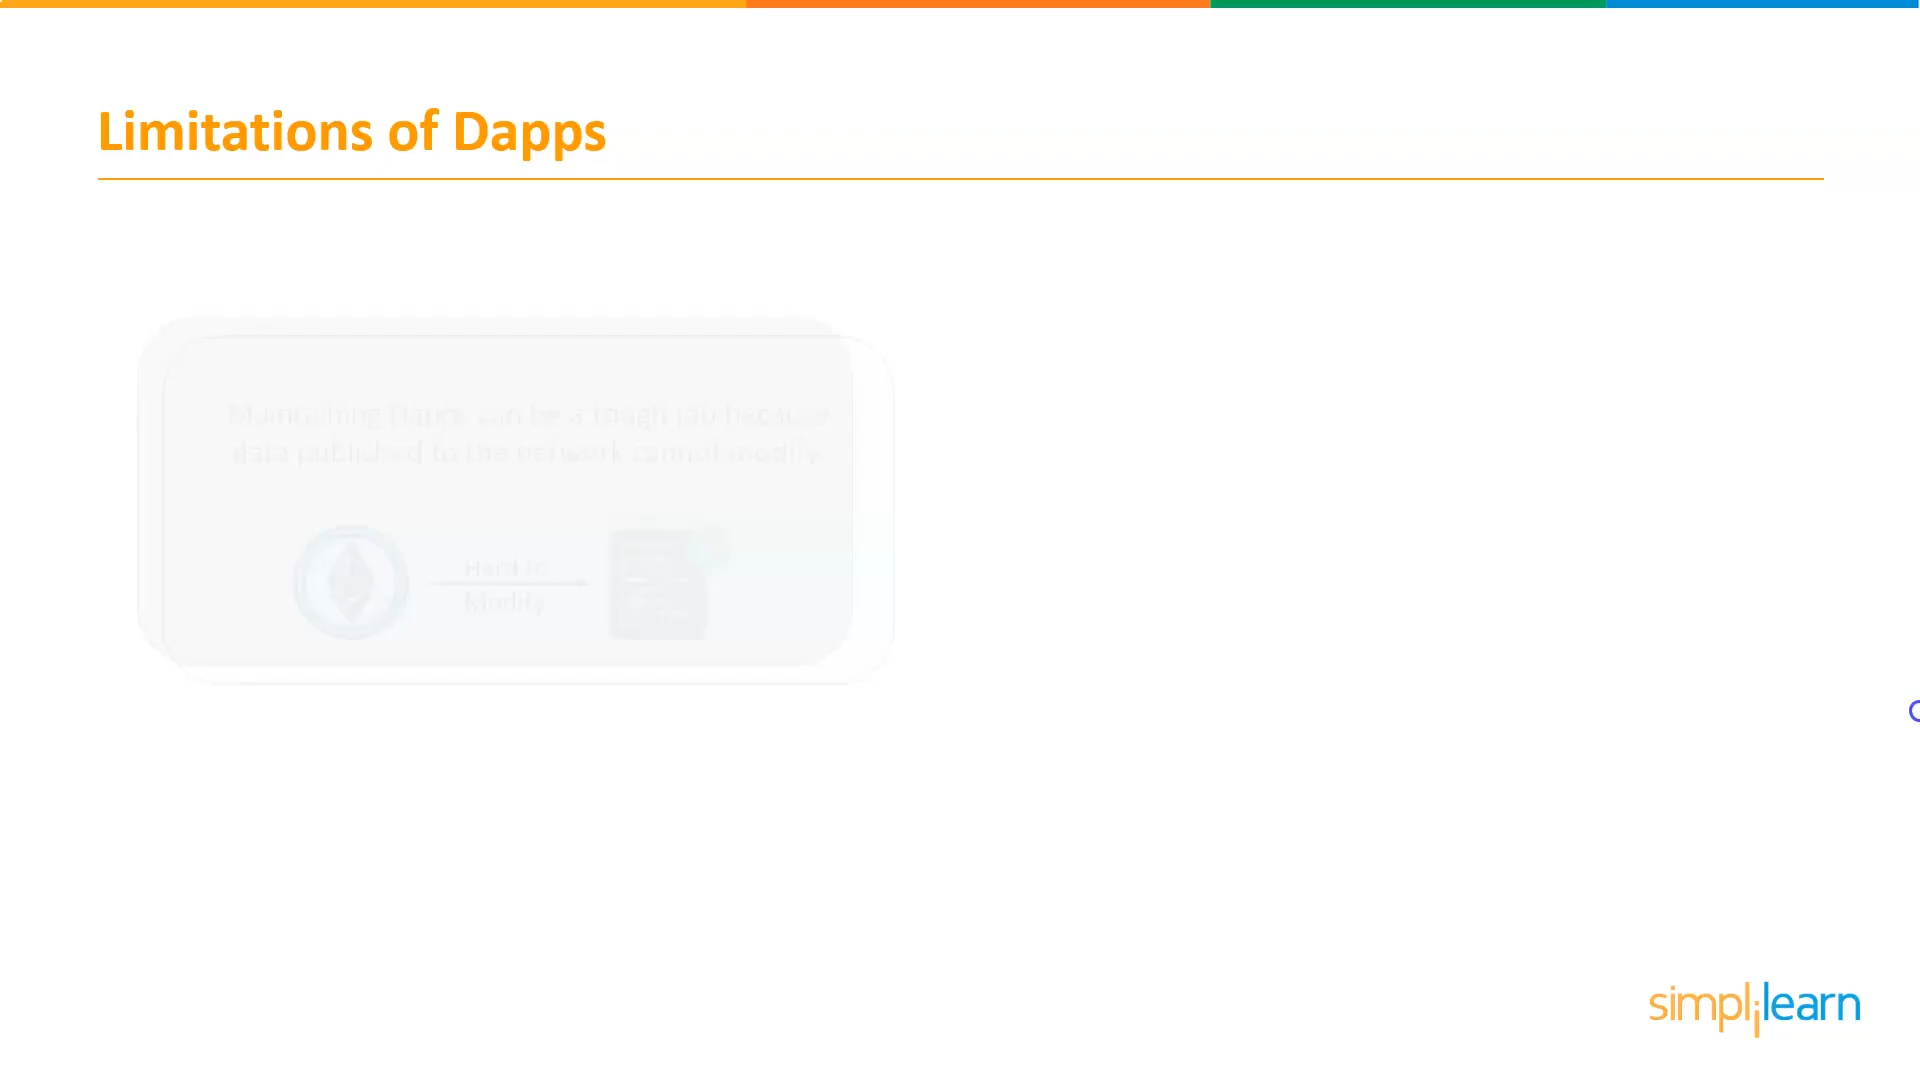 Limitations of Dapps
Maintaining Dapps can be a tough job because
data published to the network cannot modify.
Hard to
Modify
simplilearn